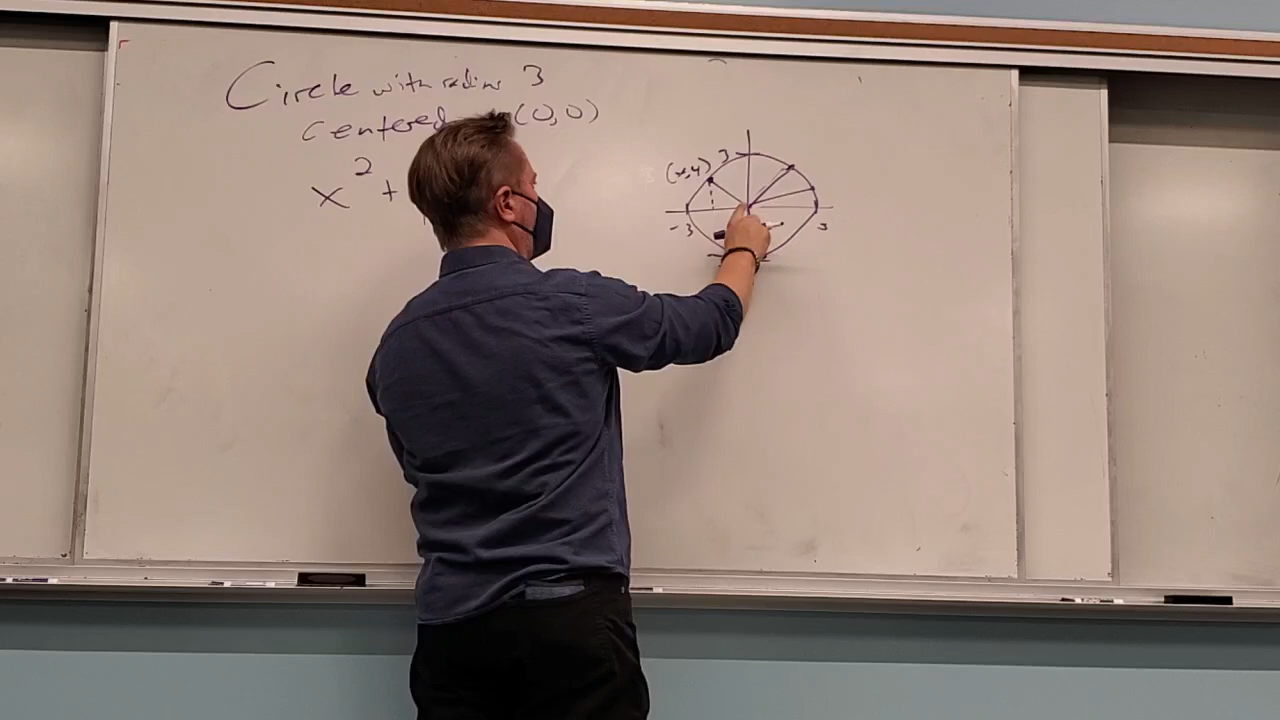 Circle with radius 3
centered (0,0)
x² +
3
(x,y)
-3
3